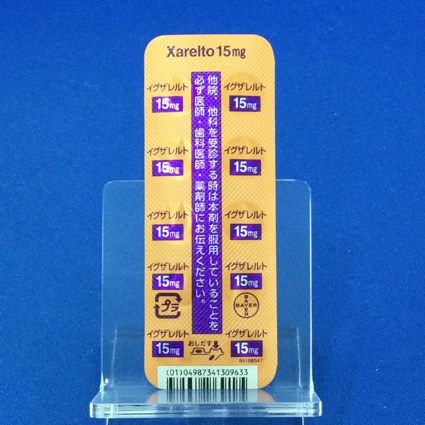 Xarelto 15mg
イグザレルト
15mg
イグザレルト
15mg
イグザレルト
15mg
イグザレルト
15mg
イグザレルト
15mg
イグザレルト
15mg
イグザレルト
15mg
イグザレルト
15mg
イグザレルト
15mg
イグザレルト
15mg
他院、他科を受診する時は本剤を服用していることを
必ず医師・歯科医師・薬剤師にお伝えください。
プラ
BAYER
おしだす
(01)04987341309633